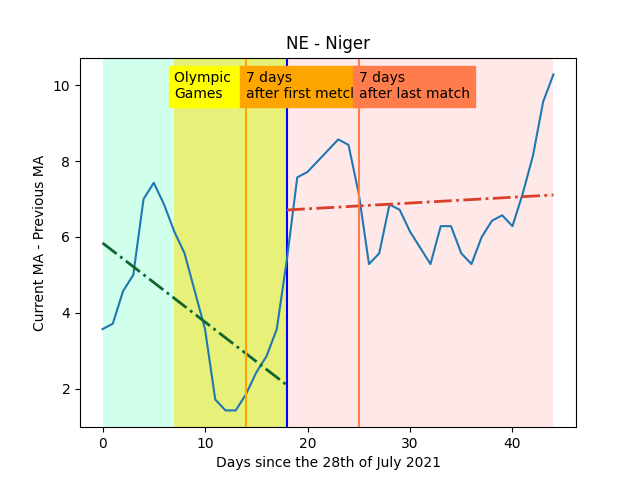 NE - Niger
Olympic
Games
7 days
after first metch
7 days
after last match
Current MA - Previous MA
10
8
6
4
2
0
10
20
30
40
Days since the 28th of July 2021